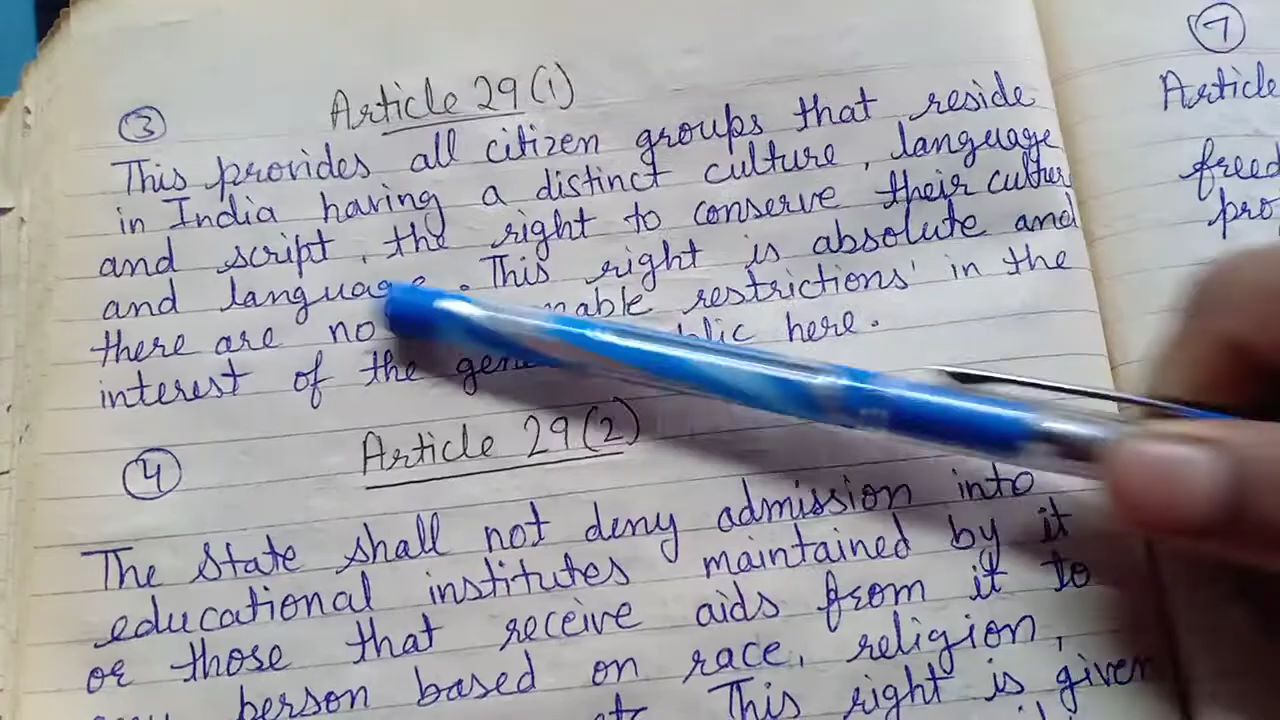 ③ Article 29(1)
This provides all citizen groups that reside
in India having a distinct culture, language
and script, the right to conserve their culture
and language. This right is absolute and
there are no nable restrictions' in the
interest of the gene blic here.
④ Article 29(2)
The State shall not deny admission into
educational institutes maintained by it
or those that receive aids from it to
person based on race, religion,
This right is given
⑦
Article
freed
pro